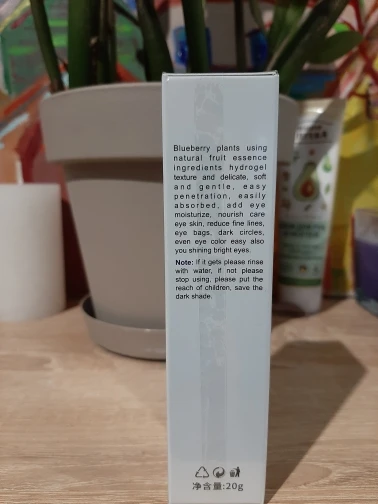 Blueberry plants using
natural fruit essence
ingredients hydrogel
texture and delicate, soft
and gentle, easy
penetration, easily
absorbed, add eye
moisturize, nourish care
eye skin, reduce fine lines,
eye bags, dark circles,
even eye color easy also
you shining bright eyes.
Note: if it gets please rinse
with water, if not please
stop using, please put the
reach of children, save the
dark shade.
净含量:20g